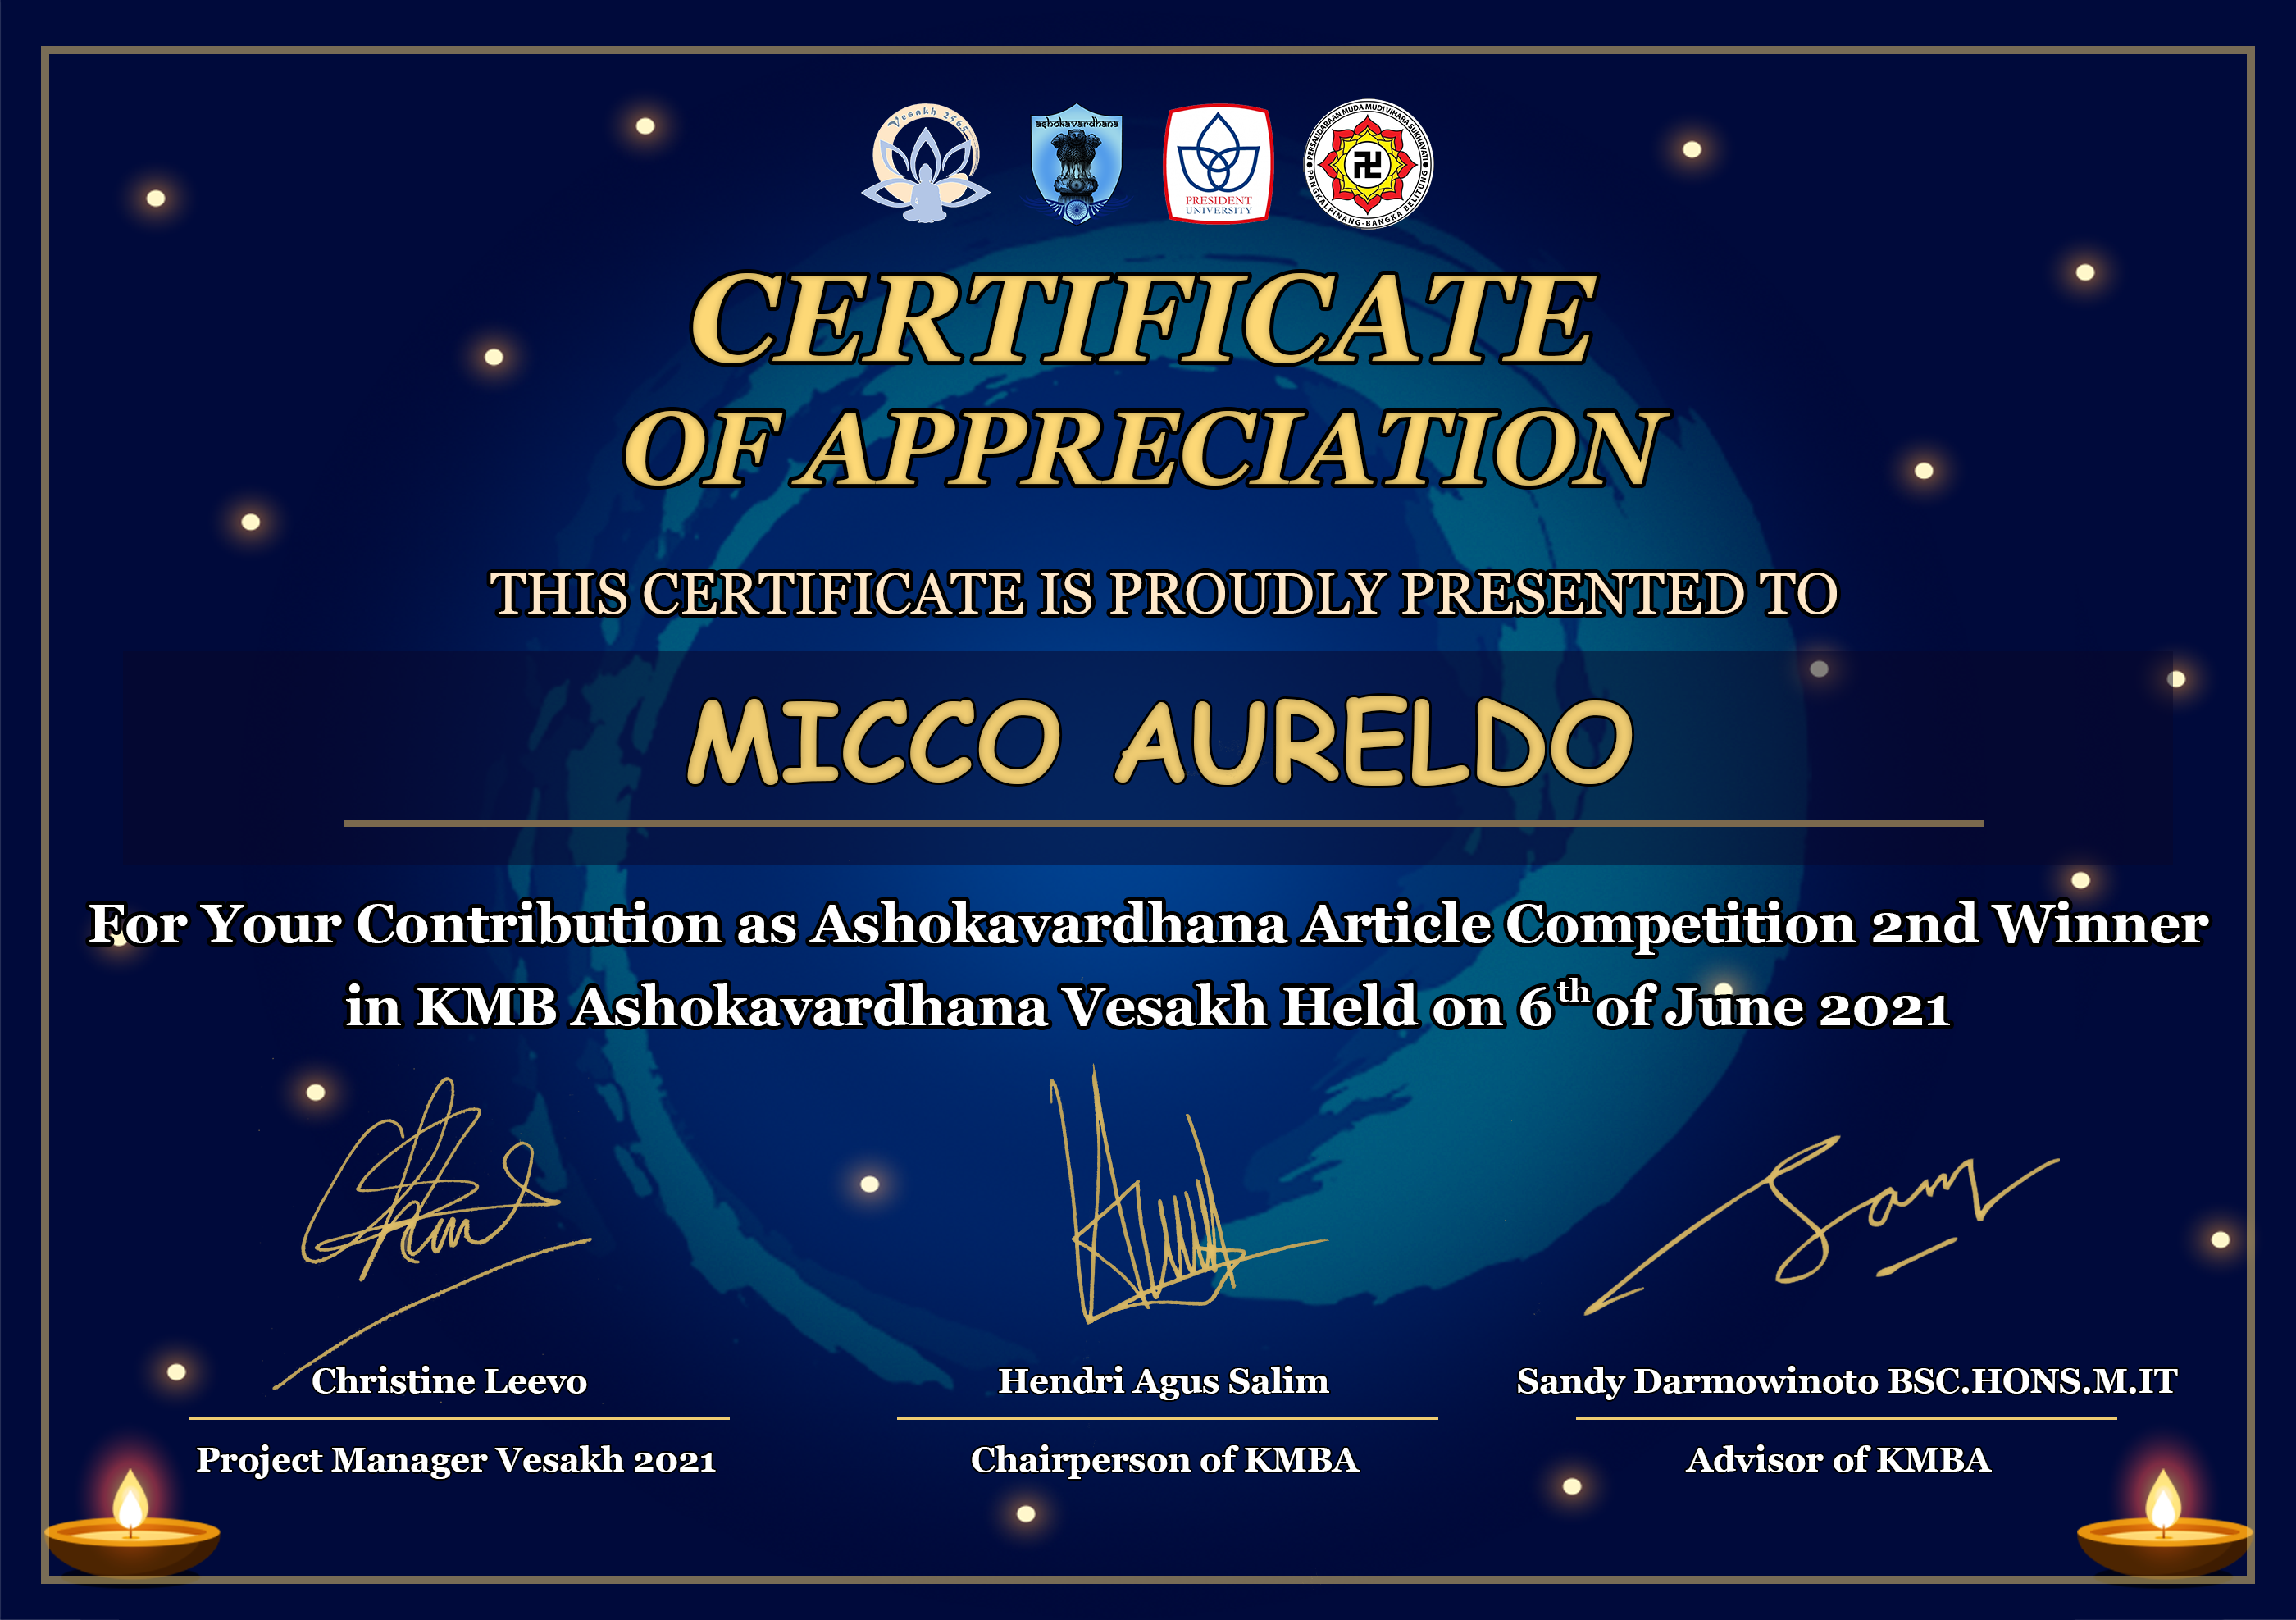 Vesakh 2565
ashokavardhana
PRESIDENT
UNIVERSITY
PERSAUDARAAN MUDA MUDI VIHARA SUKHAVATI
PANGKALPINANG-BANGKA BELITUNG
CERTIFICATE
OF APPRECIATION
THIS CERTIFICATE IS PROUDLY PRESENTED TO
MICCO AURELDO
For Your Contribution as Ashokavardhana Article Competition 2nd Winner
in KMB Ashokavardhana Vesakh Held on 6th of June 2021
Sam
Christine Leevo
Hendri Agus Salim
Sandy Darmowinoto BSC.HONS.M.IT
Project Manager Vesakh 2021
Chairperson of KMBA
Advisor of KMBA